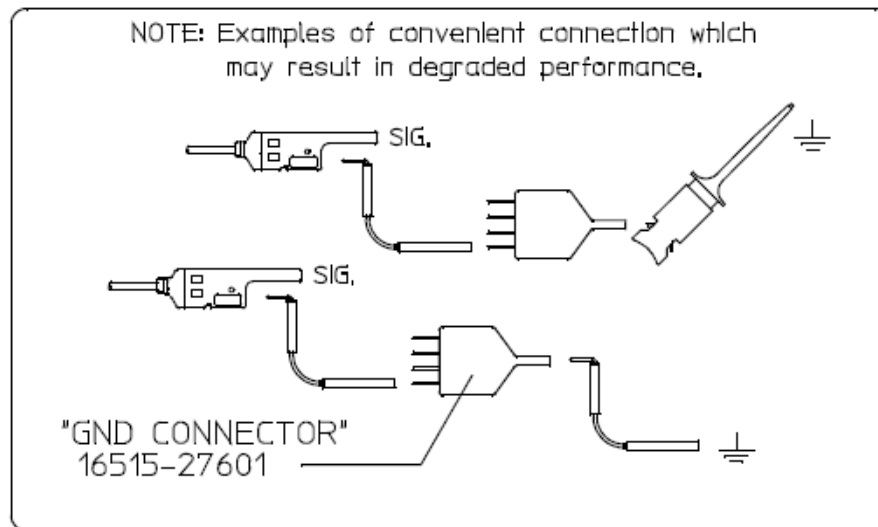 NOTE: Examples of convenient connection which
may result in degraded performance.
SIG.
SIG.
"GND CONNECTOR"
16515-27601